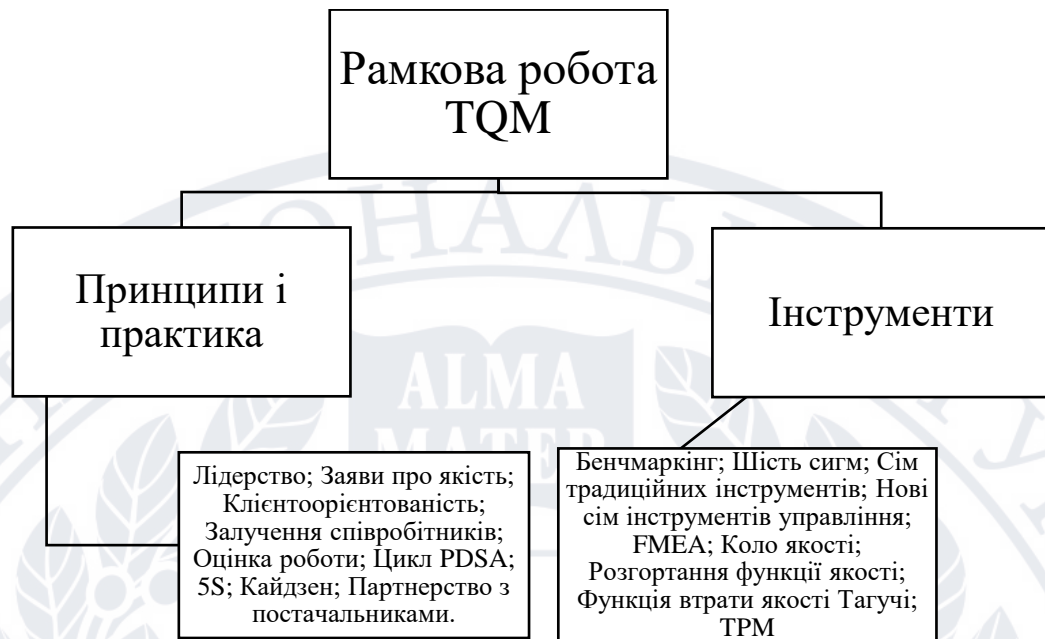 Рамкова робота
TQM
Принципи і
практика
Інструменти
Лідерство; Заяви про якість;
Клієнтоорієнтованість;
Залучення співробітників;
Оцінка роботи; Цикл PDSA;
5S; Кайдзен; Партнерство з
постачальниками.
Бенчмаркінг; Шість сигм; Сім
традиційних інструментів; Нові
сім інструментів управління;
FMEA; Коло якості;
Розгортання функції якості;
Функція втрати якості Тагучі;
TPM
ALMA
MATER